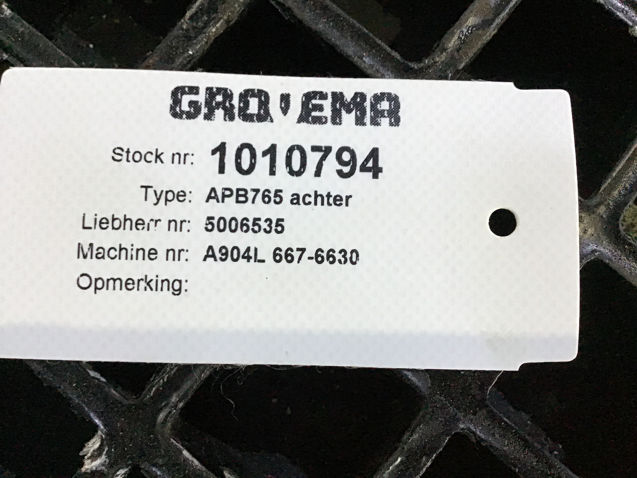 GROVEMA
Stock nr: 1010794
Type: APB765 achter
Liebherr nr: 5006535
Machine nr: A904L 667-6630
Opmerking: